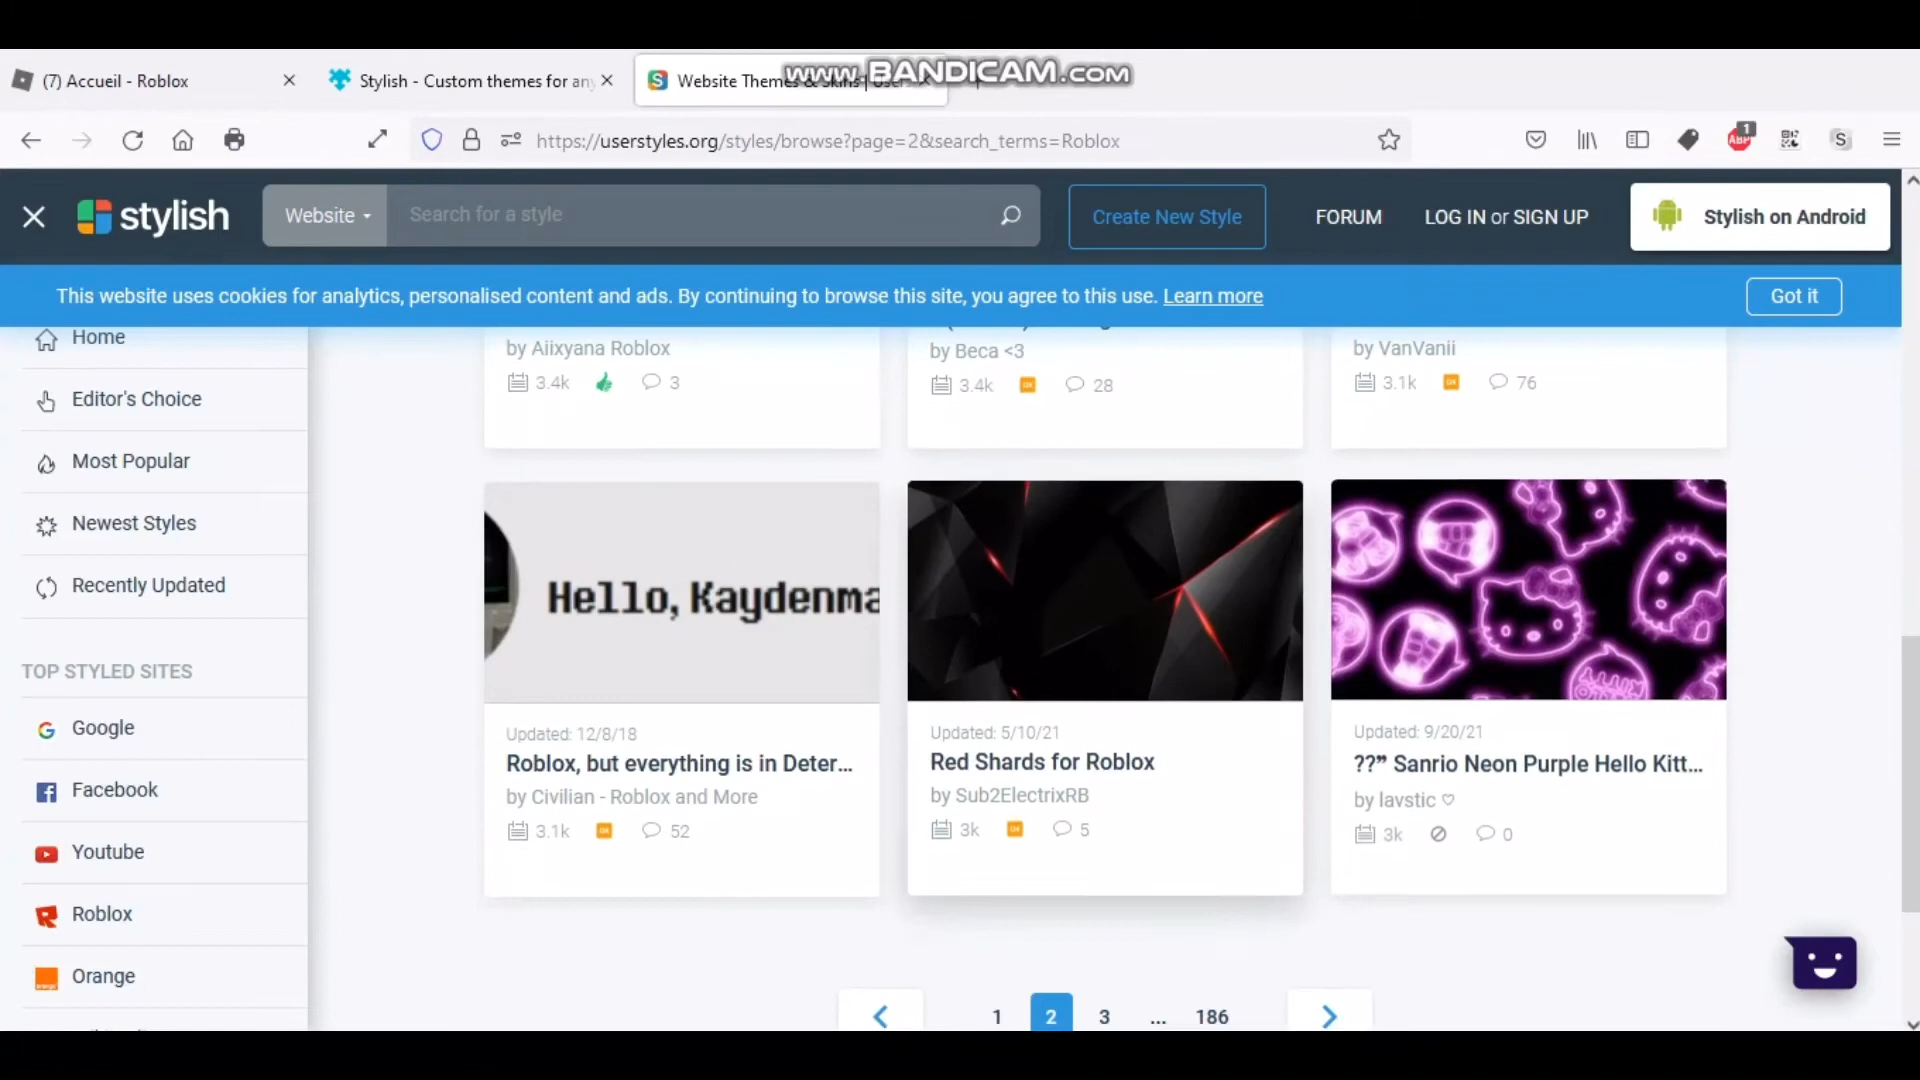 (7) Accueil - Roblox
Stylish - Custom themes for any
Website Themes & Skins | User
www.BANDICAM.com
https://userstyles.org/styles/browse?page=2&search_terms=Roblox
ABP
1
S
stylish
Website
Search for a style
Create New Style
FORUM
LOG IN or SIGN UP
Stylish on Android
This website uses cookies for analytics, personalised content and ads. By continuing to browse this site, you agree to this use. Learn more
Got it
Home
Editor's Choice
Most Popular
Newest Styles
Recently Updated
TOP STYLED SITES
Google
Facebook
Youtube
Roblox
Orange
by Aiixyana Roblox
3.4k
3
by Beca <3
3.4k
OK
28
by VanVanii
3.1k
OK
76
Hello, Kaydenma
Updated: 12/8/18
Roblox, but everything is in Deter...
by Civilian - Roblox and More
3.1k
OK
52
Updated: 5/10/21
Red Shards for Roblox
by Sub2ElectrixRB
3k
OK
5
Updated: 9/20/21
??” Sanrio Neon Purple Hello Kitt...
by lavstic ♡
3k
0
1
2
3
...
186